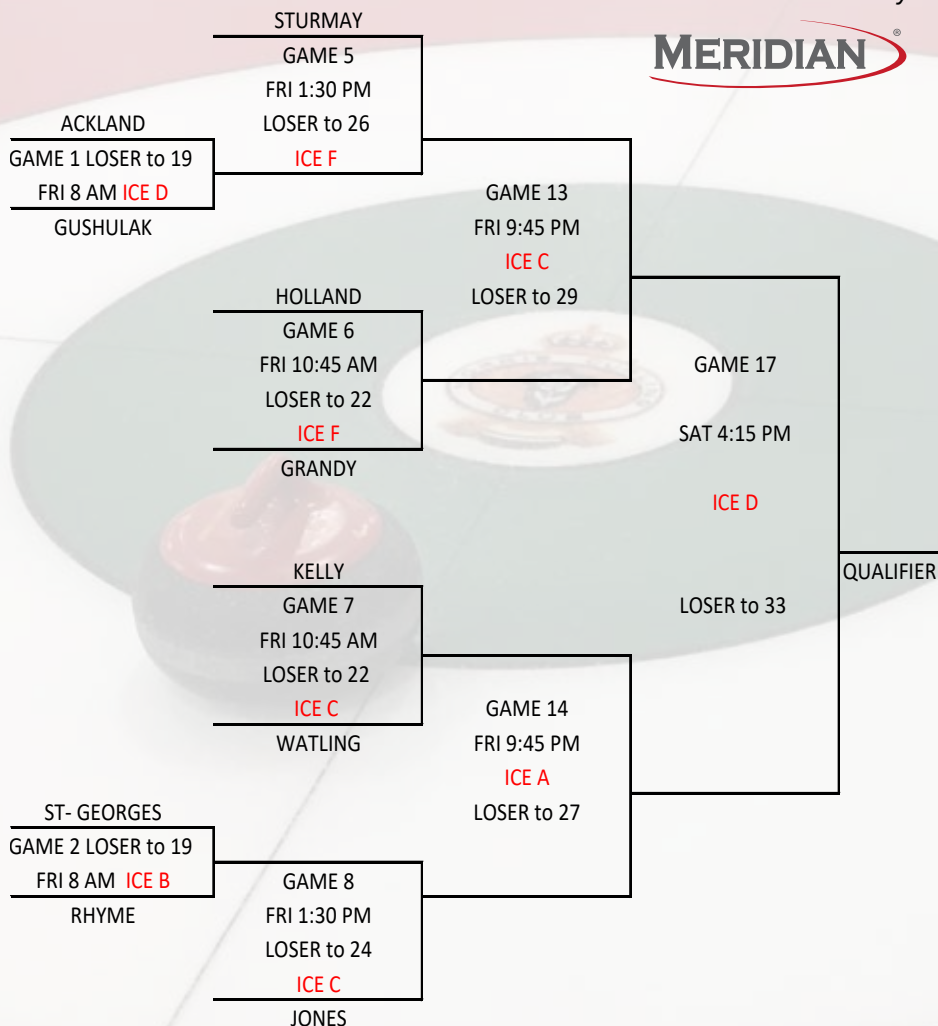 STURMAY
MERIDIAN®
GAME 5
FRI 1:30 PM
LOSER to 26
ICE F
ACKLAND
GAME 1 LOSER to 19
FRI 8 AM ICE D
GUSHULAK
GAME 13
FRI 9:45 PM
ICE C
LOSER to 29
HOLLAND
GAME 6
FRI 10:45 AM
LOSER to 22
ICE F
GRANDY
GAME 17
SAT 4:15 PM
ICE D
LOSER to 33
QUALIFIER
KELLY
GAME 7
FRI 10:45 AM
LOSER to 22
ICE C
WATLING
GAME 14
FRI 9:45 PM
ICE A
LOSER to 27
ST- GEORGES
GAME 2 LOSER to 19
FRI 8 AM ICE B
RHYME
GAME 8
FRI 1:30 PM
LOSER to 24
ICE C
JONES